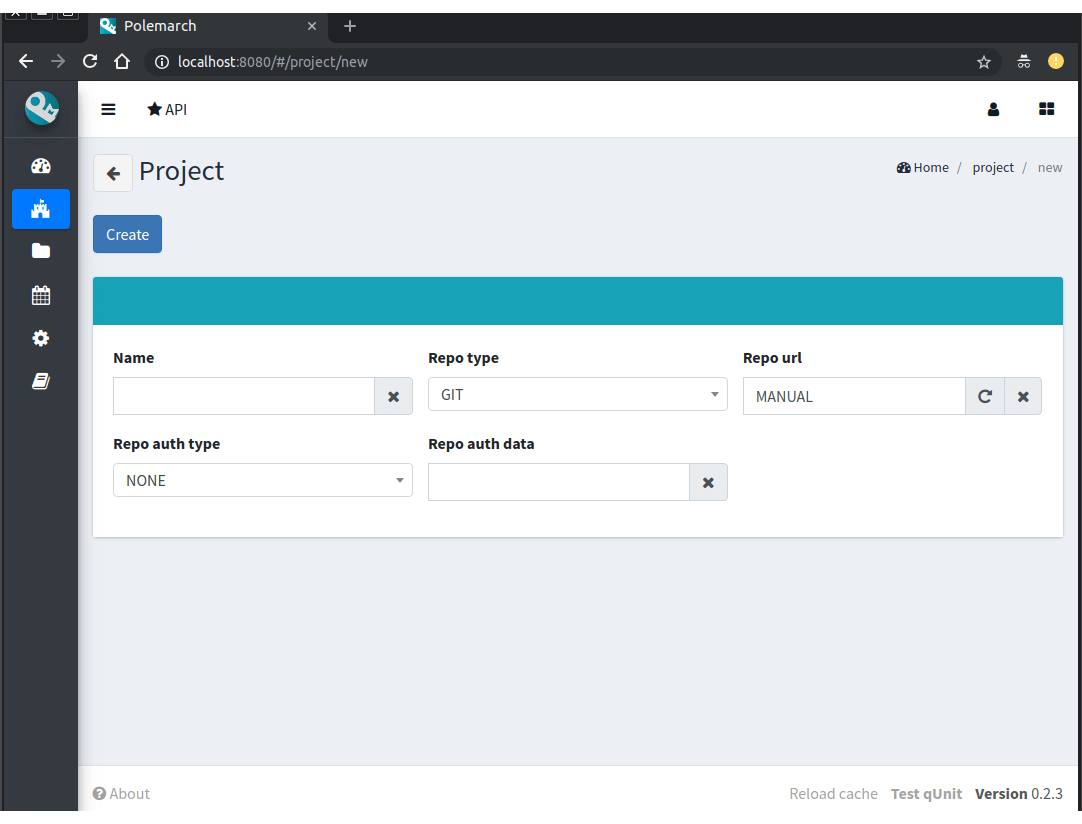 Polemarch
localhost:8080/#/project/new
API
Project
Home / project / new
Create
Name
Repo type
Repo url
GIT
MANUAL
Repo auth type
Repo auth data
NONE
About
Reload cache Test qUnit Version 0.2.3